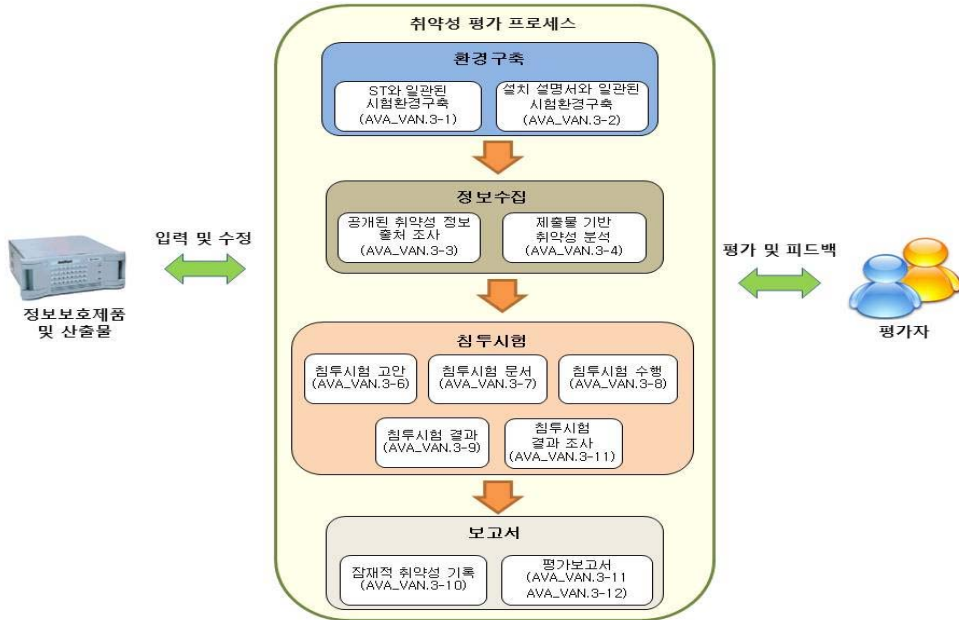 취약성 평가 프로세스
환경구축
ST와 일관된
시험환경구축
(AVA_VAN.3-1)
설치 설명서와 일관된
시험환경구축
(AVA_VAN.3-2)
정보수집
공개된 취약성 정보
출처 조사
(AVA_VAN.3-3)
제출물 기반
취약성 분석
(AVA_VAN.3-4)
입력 및 수정
정보보호제품
및 산출물
평가 및 피드백
평가자
침투시험
침투시험 고안
(AVA_VAN.3-6)
침투시험 문서
(AVA_VAN.3-7)
침투시험 수행
(AVA_VAN.3-8)
침투시험 결과
(AVA_VAN.3-9)
침투시험
결과 조사
(AVA_VAN.3-11)
보고서
잠재적 취약성 기록
(AVA_VAN.3-10)
평가보고서
(AVA_VAN.3-11
AVA_VAN.3-12)